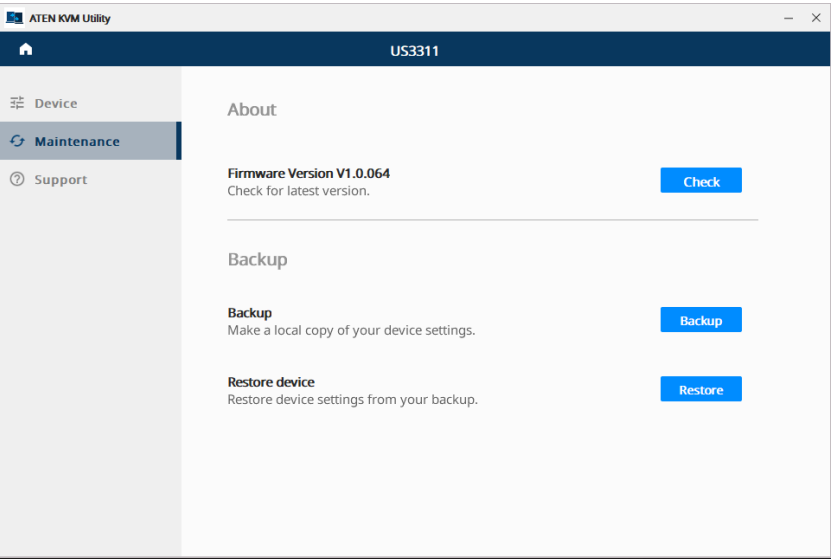 ATEN KVM Utility
US3311
Device
Maintenance
Support
About
Firmware Version V1.0.064
Check for latest version.
Check
Backup
Backup
Make a local copy of your device settings.
Backup
Restore device
Restore device settings from your backup.
Restore